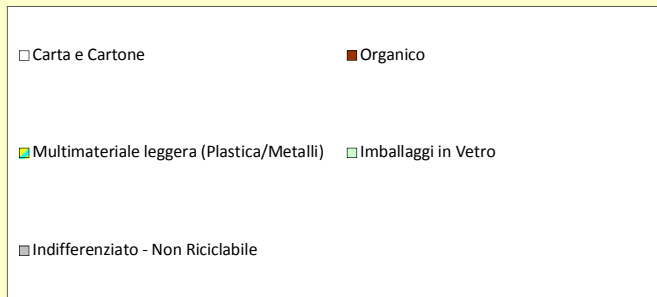 Carta e Cartone
Organico
Multimateriale leggera (Plastica/Metalli)
Imballaggi in Vetro
Indifferenziato - Non Riciclabile